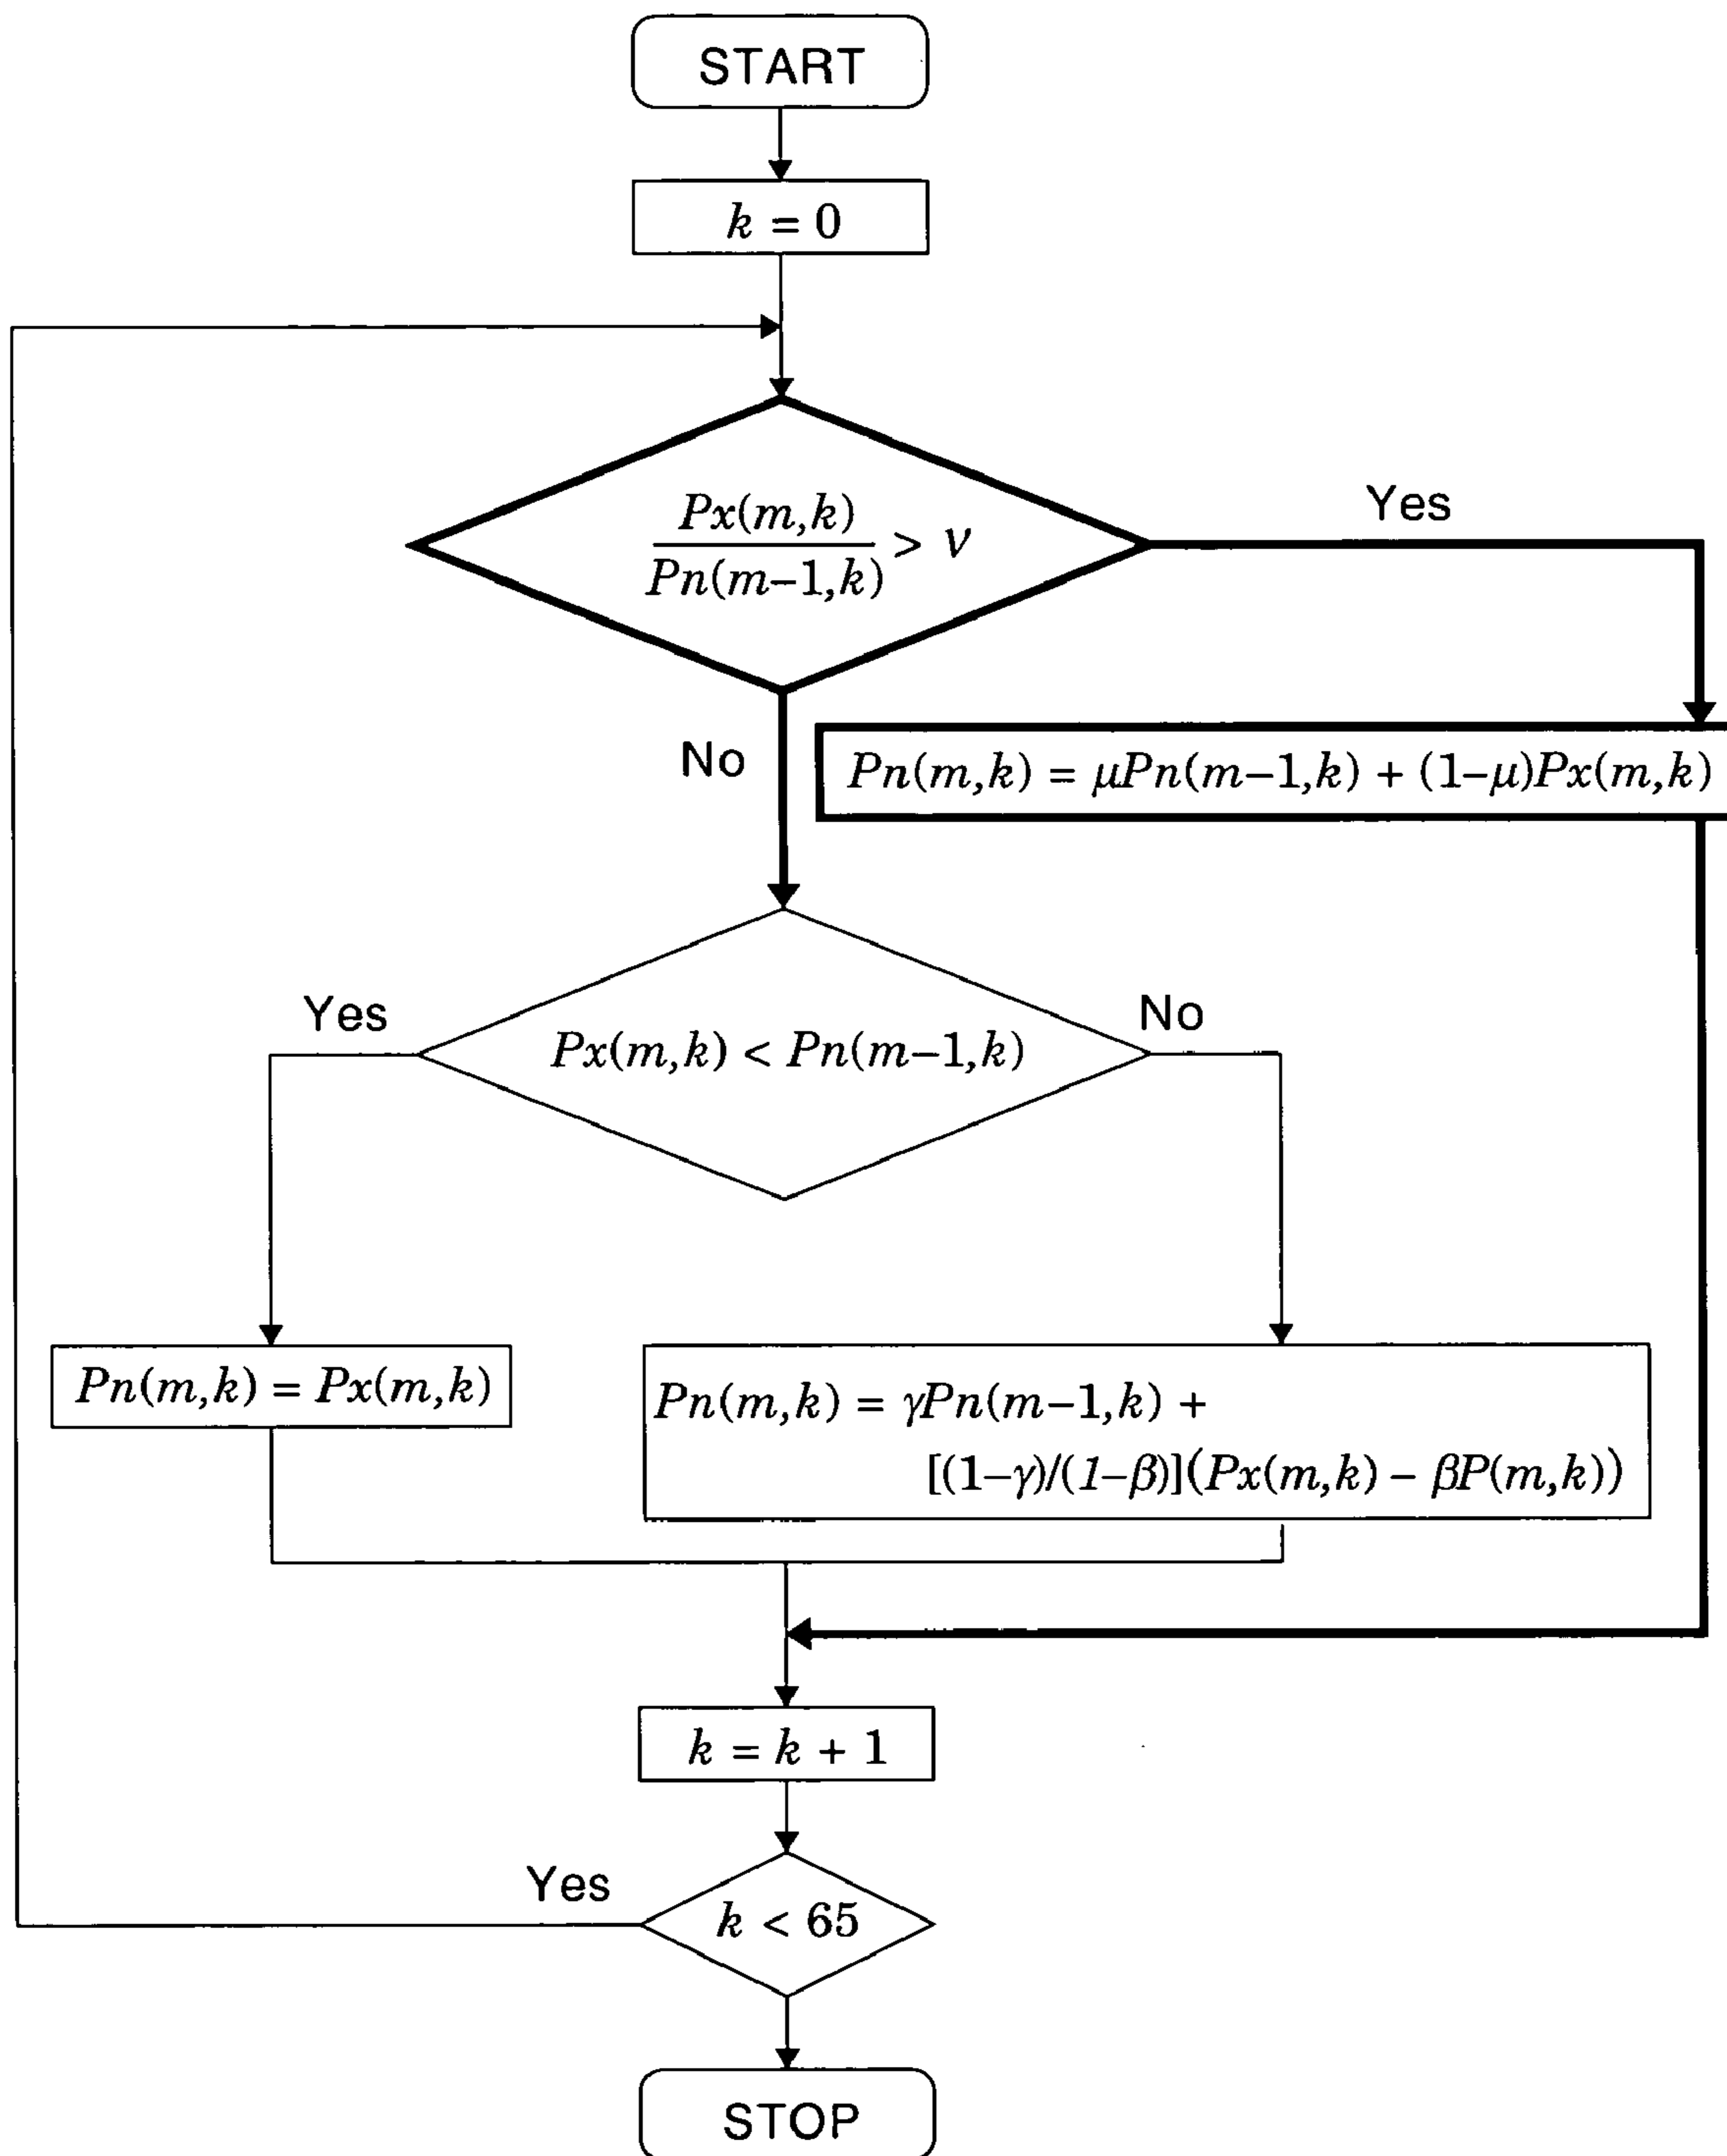 START
k = 0
Px(m,k)
Pn(m−1,k)
> ν
Yes
No
Pn(m,k) = μPn(m−1,k) + (1−μ)Px(m,k)
Yes
No
Px(m,k) < Pn(m−1,k)
Pn(m,k) = Px(m,k)
Pn(m,k) = γPn(m−1,k) +
[(1−γ)/(1−β)](Px(m,k) − βP(m,k))
k = k + 1
Yes
k < 65
STOP